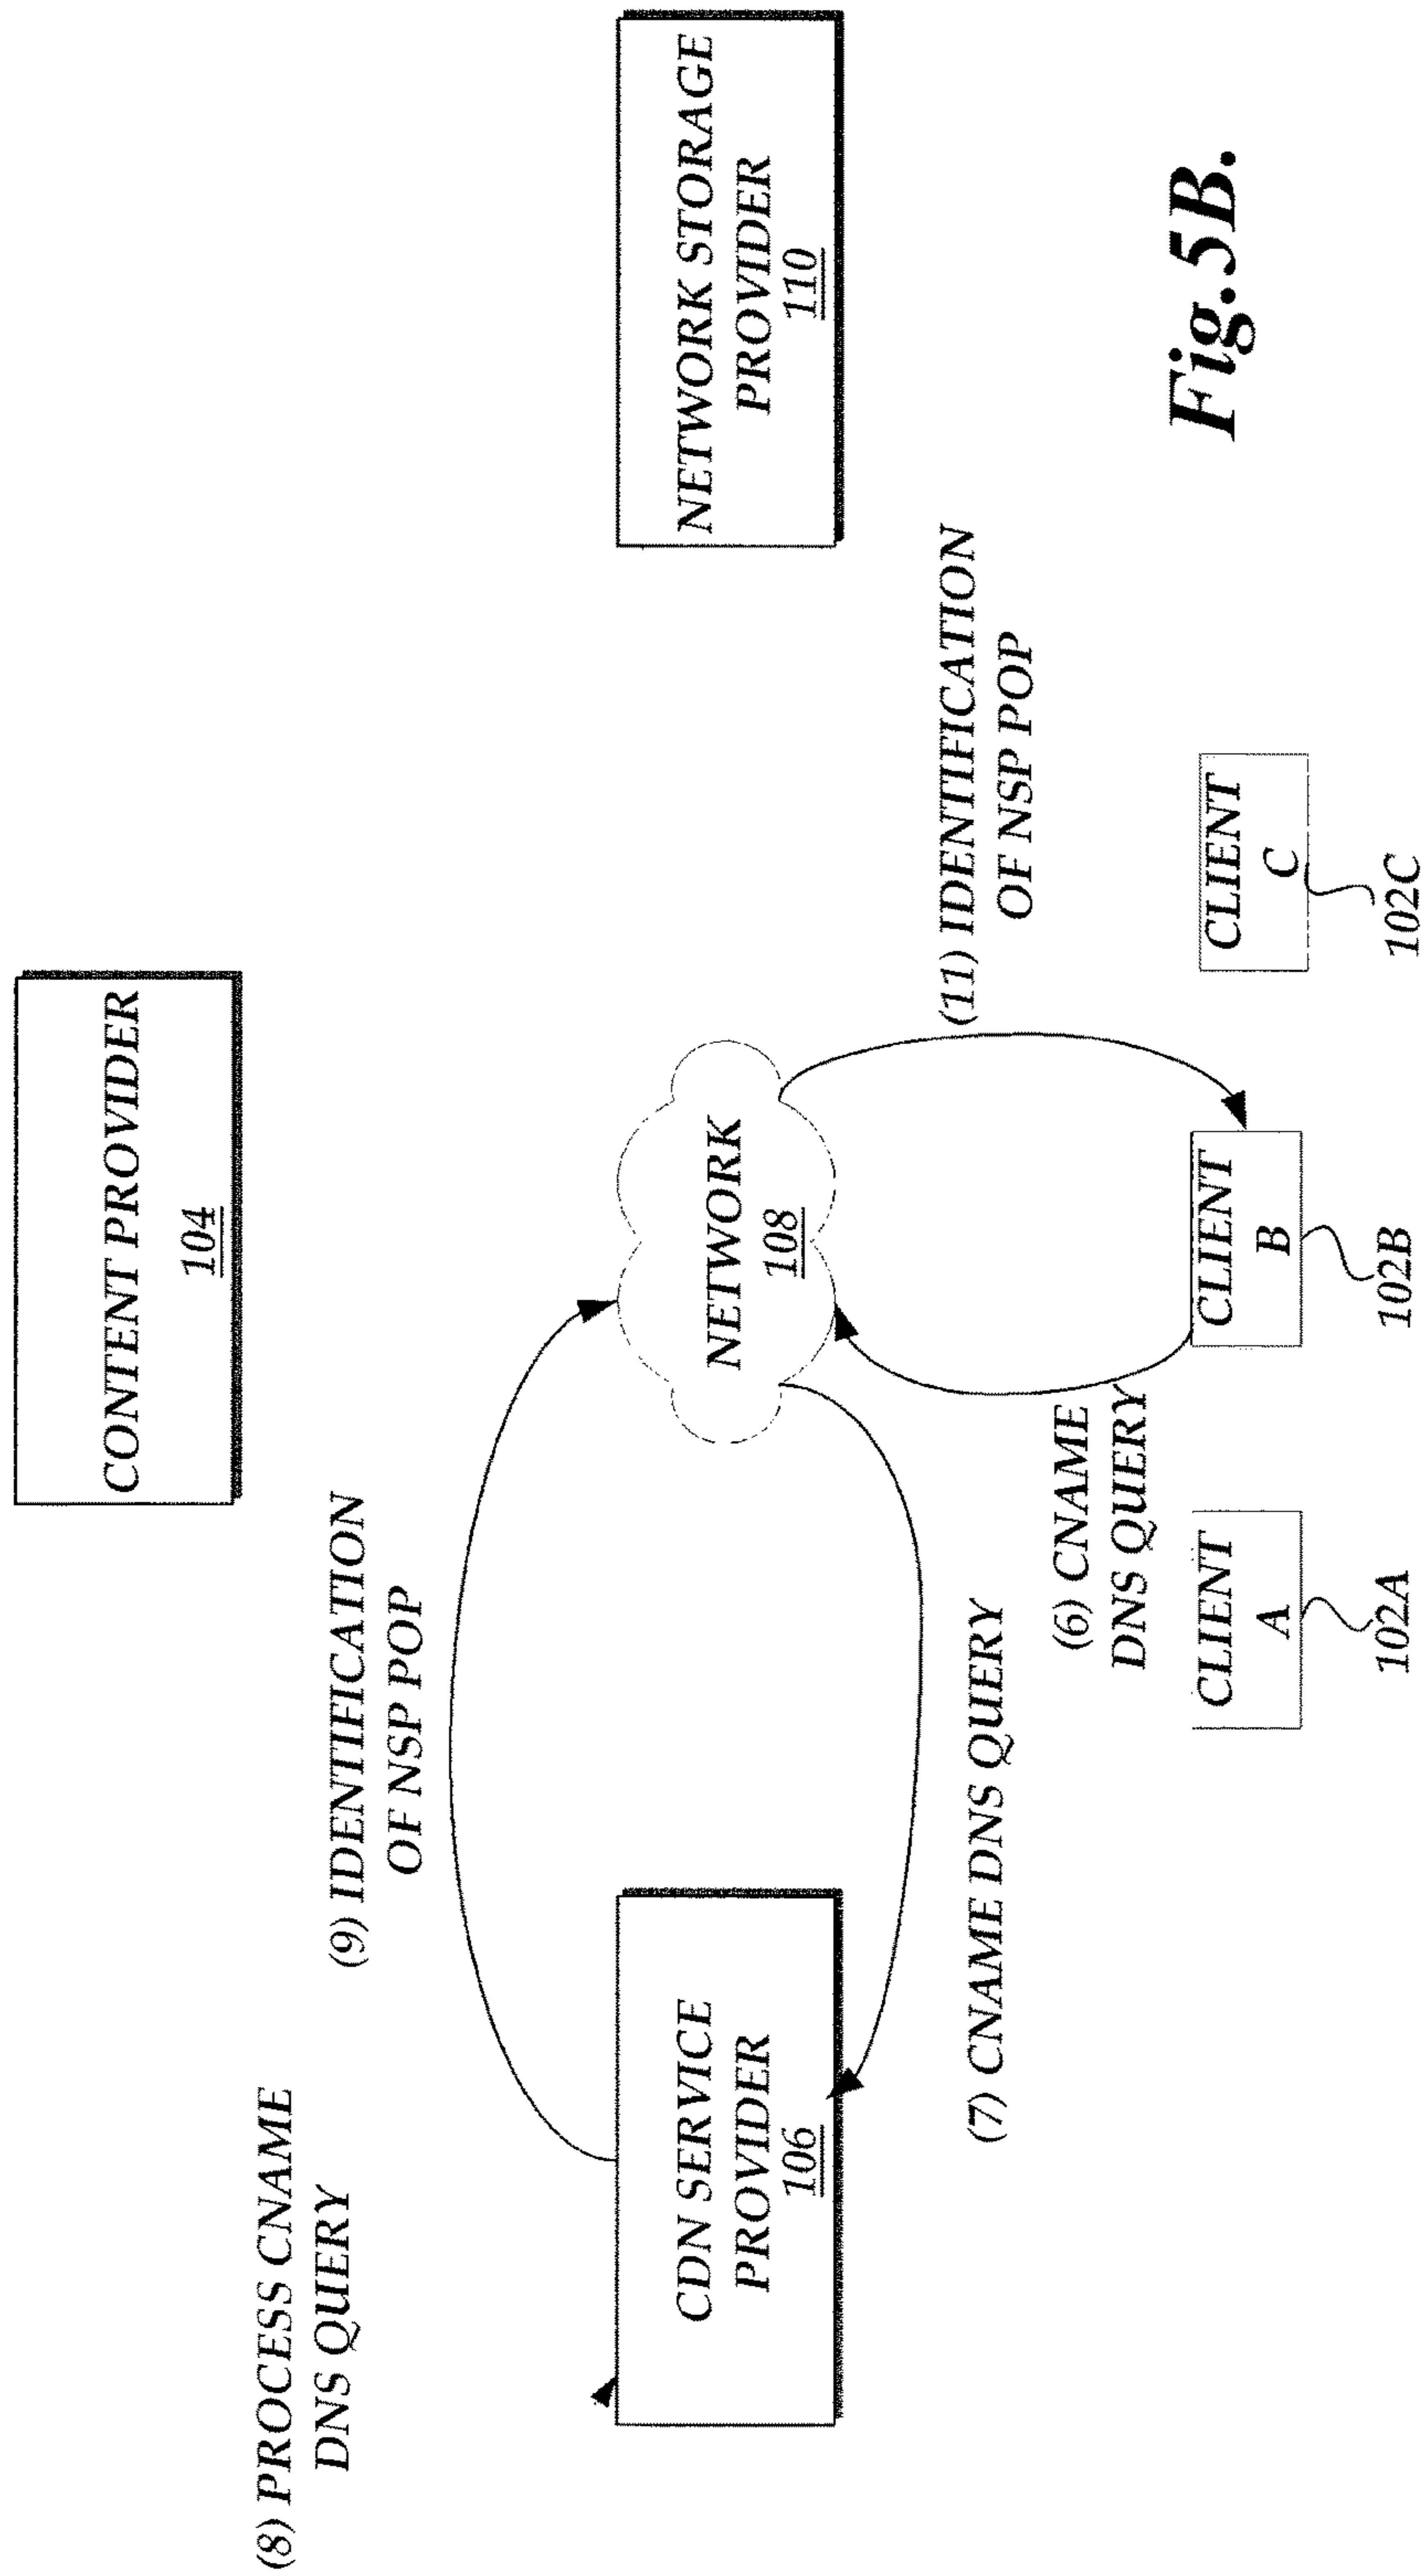 CONTENT PROVIDER
104
(8) PROCESS CNAME
DNS QUERY
(9) IDENTIFICATION
OF NSP POP
CDN SERVICE
PROVIDER
106
NETWORK
108
NETWORK STORAGE
PROVIDER
110
(7) CNAME DNS QUERY
(6) CNAME
DNS QUERY
(11) IDENTIFICATION
OF NSP POP
CLIENT
A
102A
CLIENT
B
102B
CLIENT
C
102C
Fig.5B.